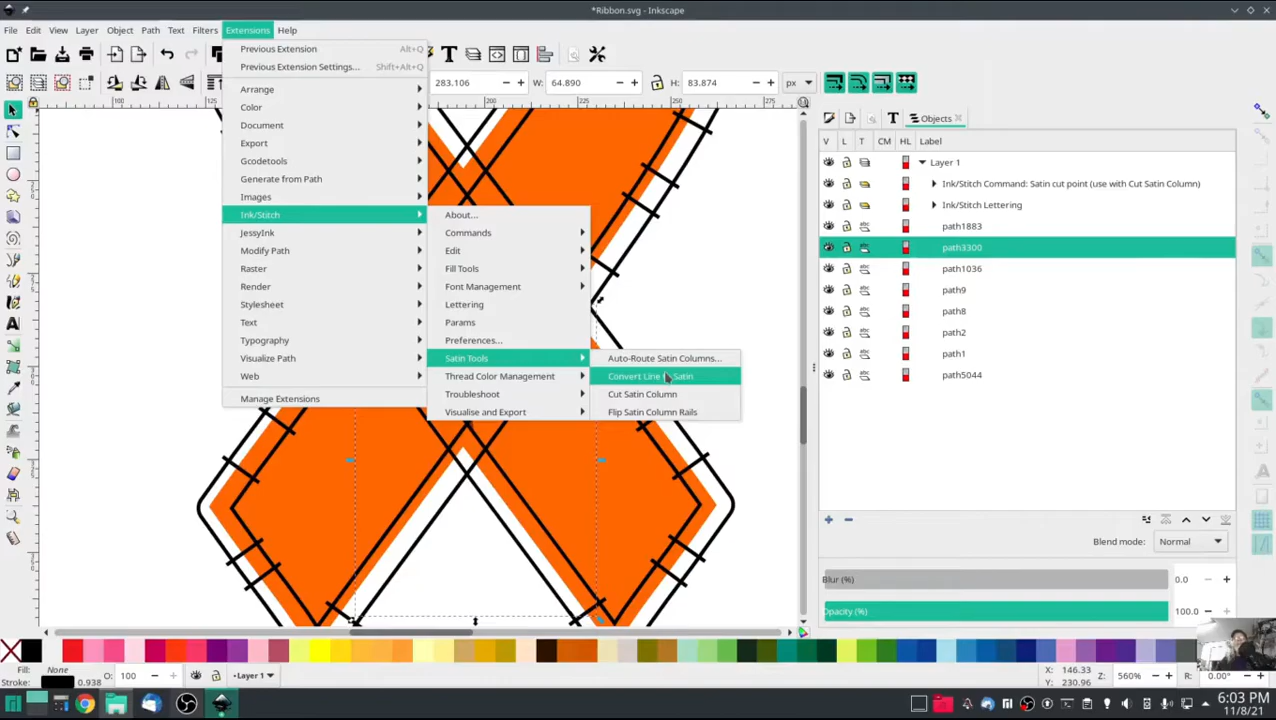 *Ribbon.svg - Inkscape
File Edit View Layer Object Path Text Filters Extensions Help
283.106 W: 64.890 H: 83.874 px
100 125 200 225 250 275
Previous Extension Alt+Q
Previous Extension Settings... Shift+Alt+Q
Arrange
Color
Document
Export
Gcodetools
Generate from Path
Images
Ink/Stitch
JessyInk
Modify Path
Raster
Render
Stylesheet
Text
Typography
Visualize Path
Web
Manage Extensions
About...
Commands
Edit
Fill Tools
Font Management
Lettering
Params
Preferences...
Satin Tools
Thread Color Management
Troubleshoot
Visualise and Export
Auto-Route Satin Columns...
Convert Line to Satin
Cut Satin Column
Flip Satin Column Rails
Objects
V L T CM HL Label
Layer 1
Ink/Stitch Command: Satin cut point (use with Cut Satin Column)
Ink/Stitch Lettering
path1883
path3300
path1036
path9
path8
path2
path1
path5044
Blend mode: Normal
Blur (%) 0.0
Opacity (%) 100.0
Fill: None
Stroke: 0.938 O: 100 Layer 1
X: 146.33
Y: 230.96
Z: 560% R: 0.00°
6:03 PM
11/8/21